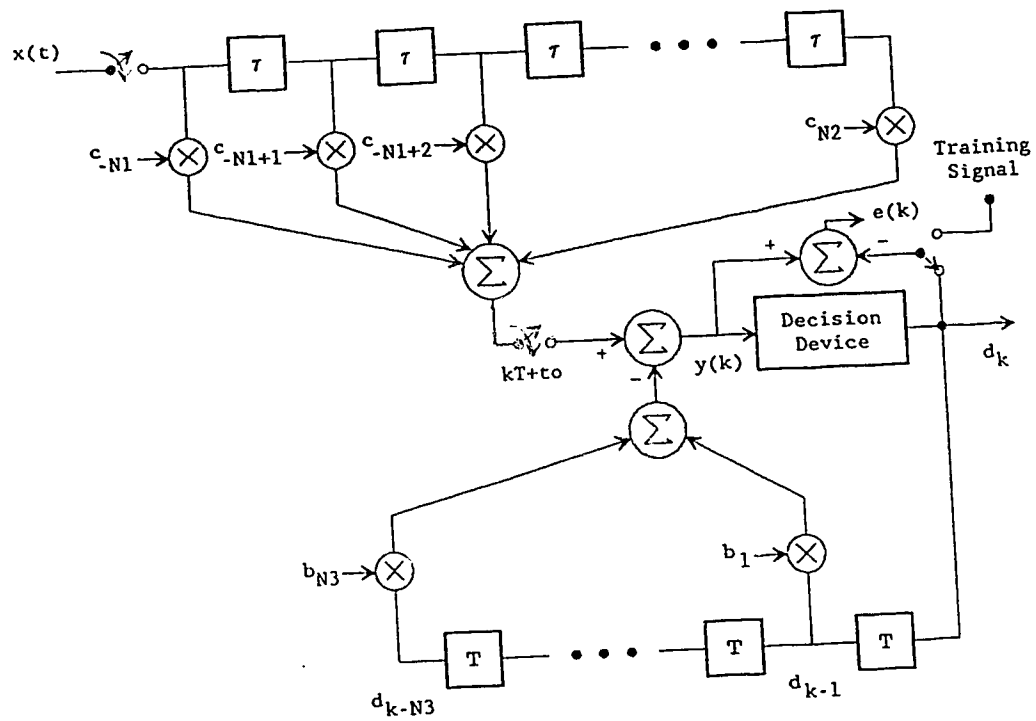 x(t)
τ
τ
τ
τ
c-N1
c-N1+1
c-N1+2
cN2
Training
Signal
e(k)
Σ
+
-
Σ
kT+to
+
Σ
-
y(k)
Decision
Device
dk
Σ
bN3
b1
T
T
T
dk-N3
dk-1